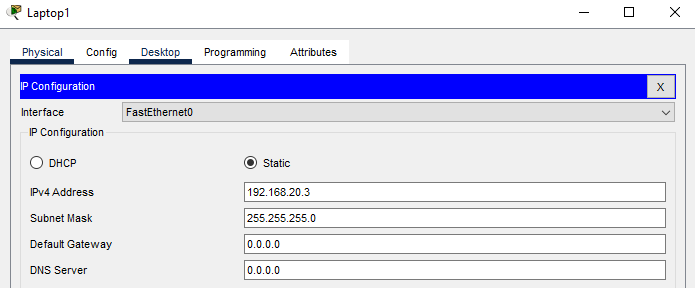 Laptop1
Physical Config Desktop Programming Attributes
IP Configuration X
Interface FastEthernet0
IP Configuration
DHCP Static
IPv4 Address 192.168.20.3
Subnet Mask 255.255.255.0
Default Gateway 0.0.0.0
DNS Server 0.0.0.0